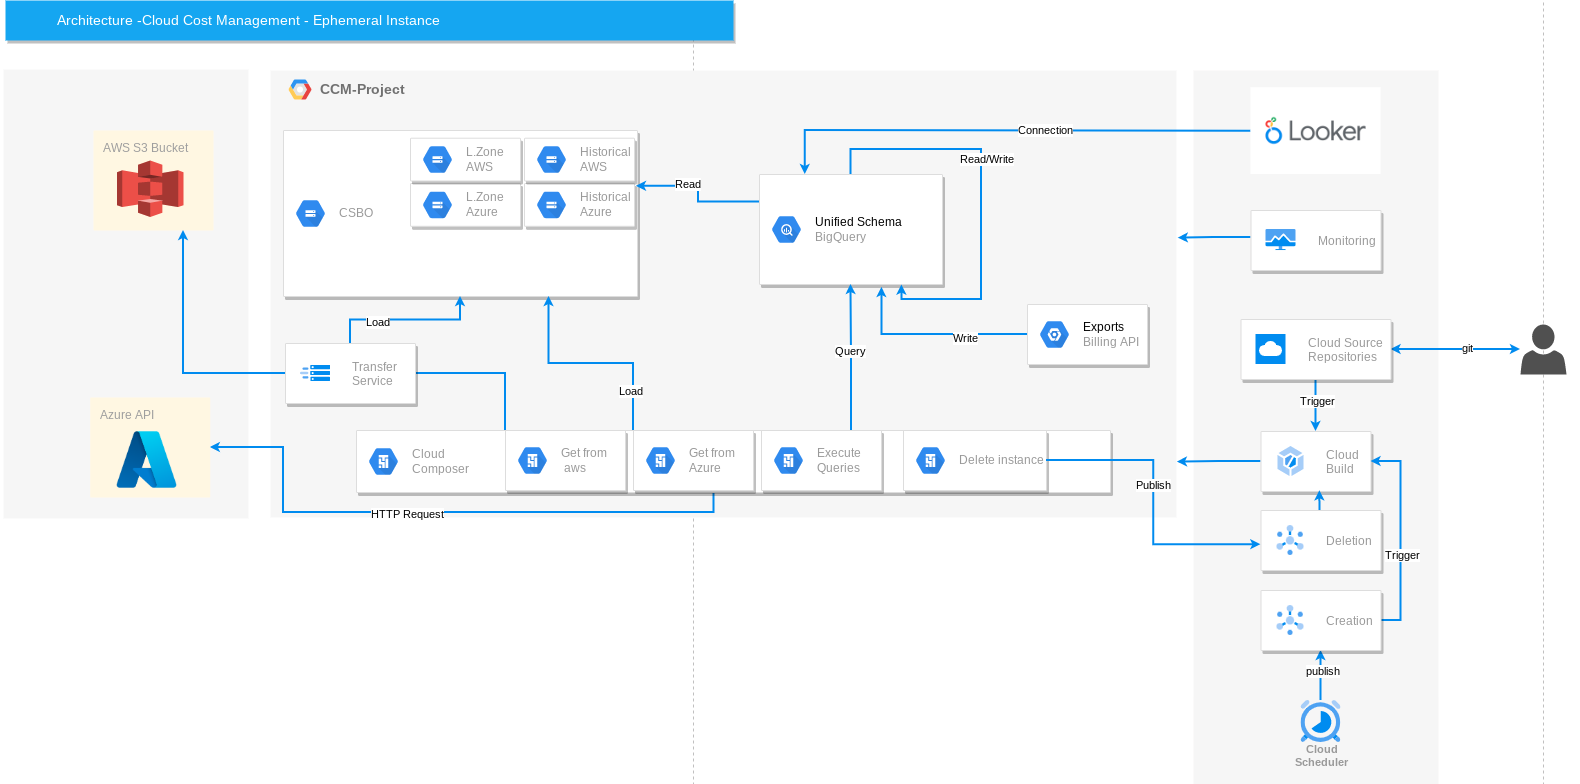 Architecture -Cloud Cost Management - Ephemeral Instance
CCM-Project
AWS S3 Bucket
Azure API
CSBO
L.Zone
AWS
Historical
AWS
L.Zone
Azure
Historical
Azure
Read
Unified Schema
BigQuery
Connection
Read/Write
Looker
Monitoring
Exports
Billing API
Write
Query
Load
Transfer
Service
Load
Cloud
Composer
Get from
aws
Get from
Azure
Execute
Queries
Delete instance
HTTP Request
Publish
Cloud Source
Repositories
git
Trigger
Cloud
Build
Deletion
Trigger
Creation
publish
Cloud
Scheduler